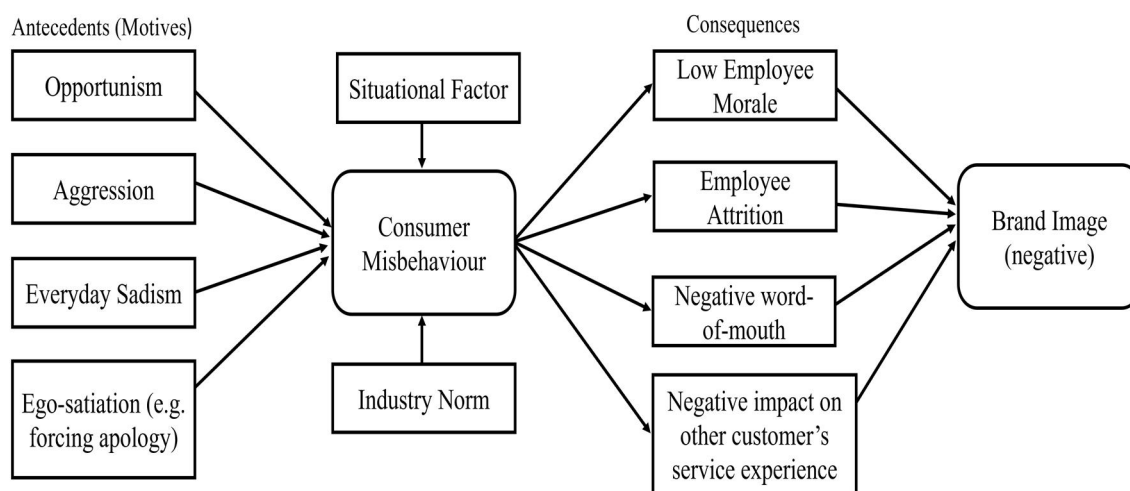 Antecedents (Motives)
Opportunism
Aggression
Everyday Sadism
Ego-satiation (e.g.
forcing apology)
Situational Factor
Consumer
Misbehaviour
Industry Norm
Consequences
Low Employee
Morale
Employee
Attrition
Negative word-
of-mouth
Negative impact on
other customer’s
service experience
Brand Image
(negative)